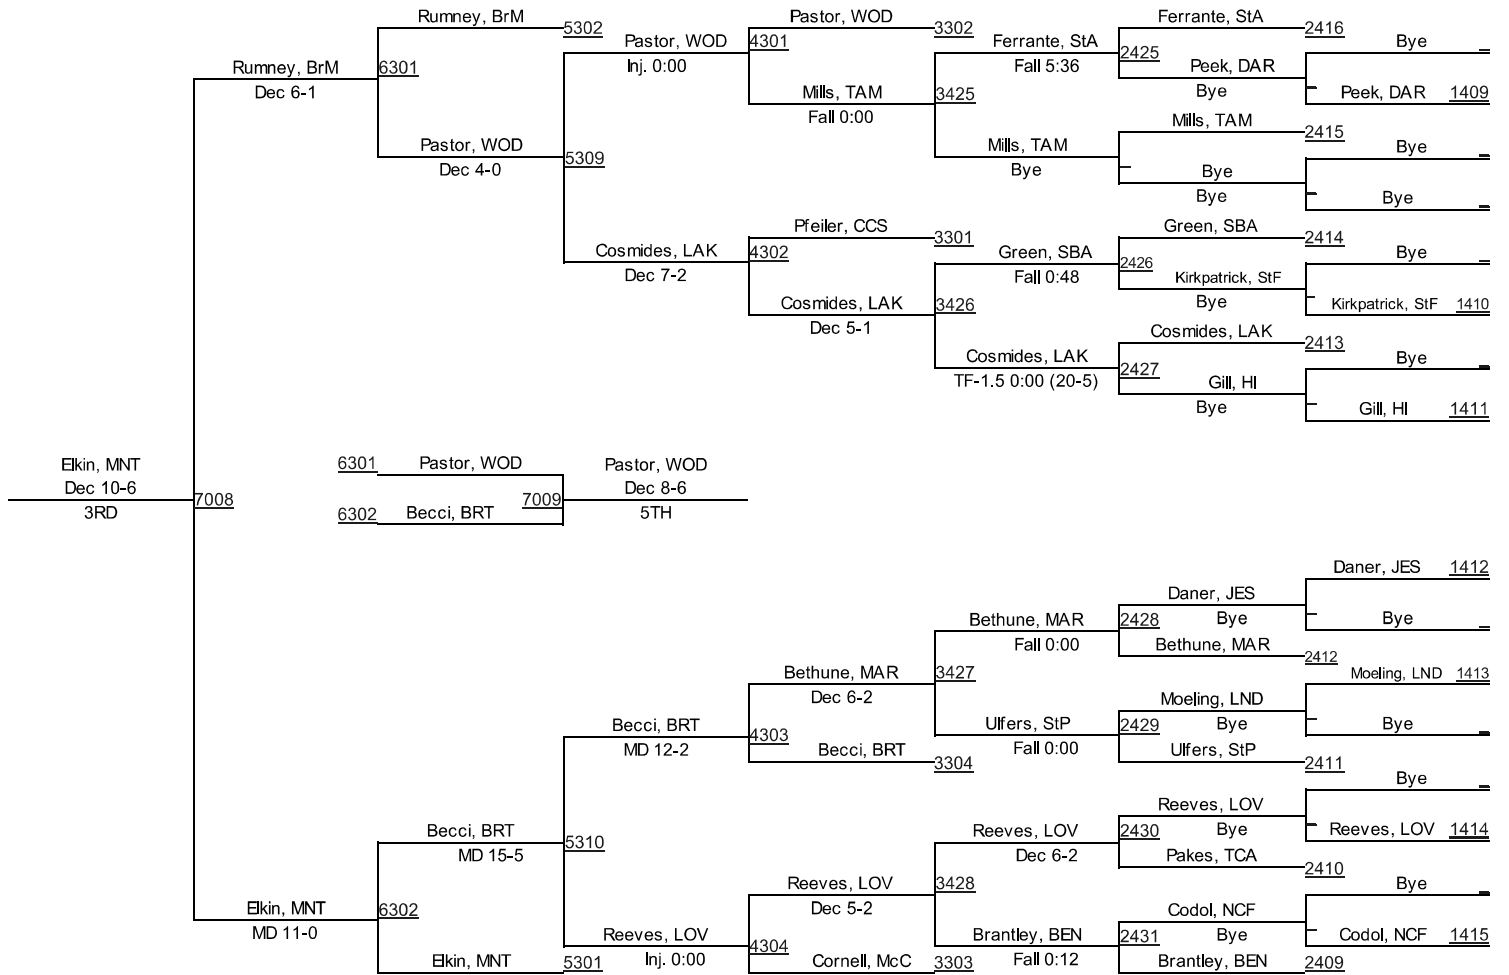 Rumney, BrM
5302
Pastor, WOD
3302
Ferrante, StA
2416
Bye
Pastor, WOD
Inj. 0:00
4301
Ferrante, StA
Fall 5:36
2425
Rumney, BrM
Dec 6-1
6301
Peek, DAR
Bye
Peek, DAR 1409
Mills, TAM
Fall 0:00
3425
Mills, TAM
2415
Bye
Pastor, WOD
Dec 4-0
5309
Mills, TAM
Bye
Bye
Bye
Bye
Pfeiler, CCS
3301
Green, SBA
2414
Bye
Cosmides, LAK
Dec 7-2
4302
Green, SBA
Fall 0:48
2426
Kirkpatrick, StF
Bye
Kirkpatrick, StF 1410
Cosmides, LAK
Dec 5-1
3426
Cosmides, LAK
2413
Bye
Cosmides, LAK
TF-1.5 0:00 (20-5)
2427
Gill, HI
Bye
Gill, HI 1411
Elkin, MNT
Dec 10-6
3RD
7008
6301 Pastor, WOD
6302 Becci, BRT
7009
Pastor, WOD
Dec 8-6
5TH
Daner, JES 1412
Daner, JES
Bye
Bye
Bethune, MAR
Fall 0:00
2428
Bethune, MAR
2412
Bethune, MAR
Dec 6-2
3427
Moeling, LND 1413
Moeling, LND
Bye
Bye
Becci, BRT
MD 12-2
4303
Ulfers, StP
Fall 0:00
2429
Becci, BRT
3304
Ulfers, StP
2411
Bye
Reeves, LOV
Bye
Reeves, LOV 1414
Becci, BRT
MD 15-5
5310
Reeves, LOV
Dec 6-2
2430
Pakes, TCA
2410
Reeves, LOV
Dec 5-2
3428
Bye
Elkin, MNT
MD 11-0
6302
Codol, NCF
Bye
Codol, NCF 1415
Reeves, LOV
Inj. 0:00
4304
Brantley, BEN
Fall 0:12
2431
Elkin, MNT
5301
Cornell, McC
3303
Brantley, BEN
2409